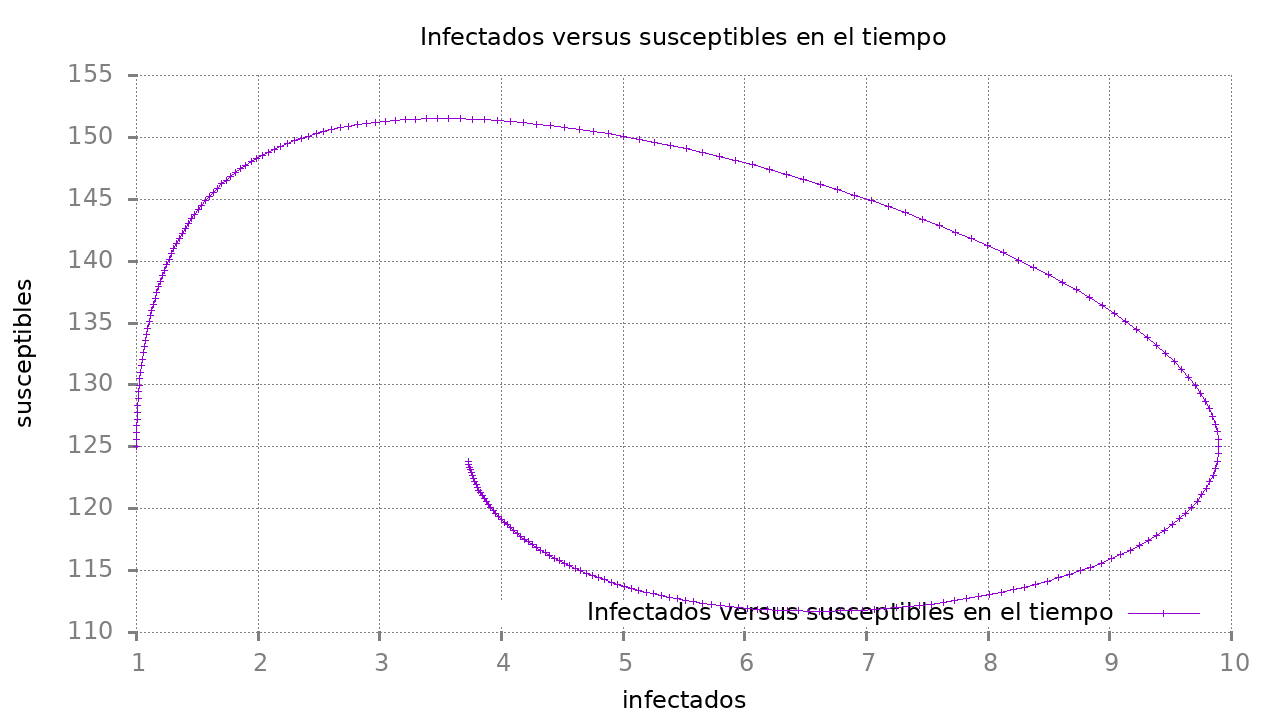 Infectados versus susceptibles en el tiempo
155
150
145
140
135
130
125
120
115
110
susceptibles
Infectados versus susceptibles en el tiempo
1 2 3 4 5 6 7 8 9 10
infectados